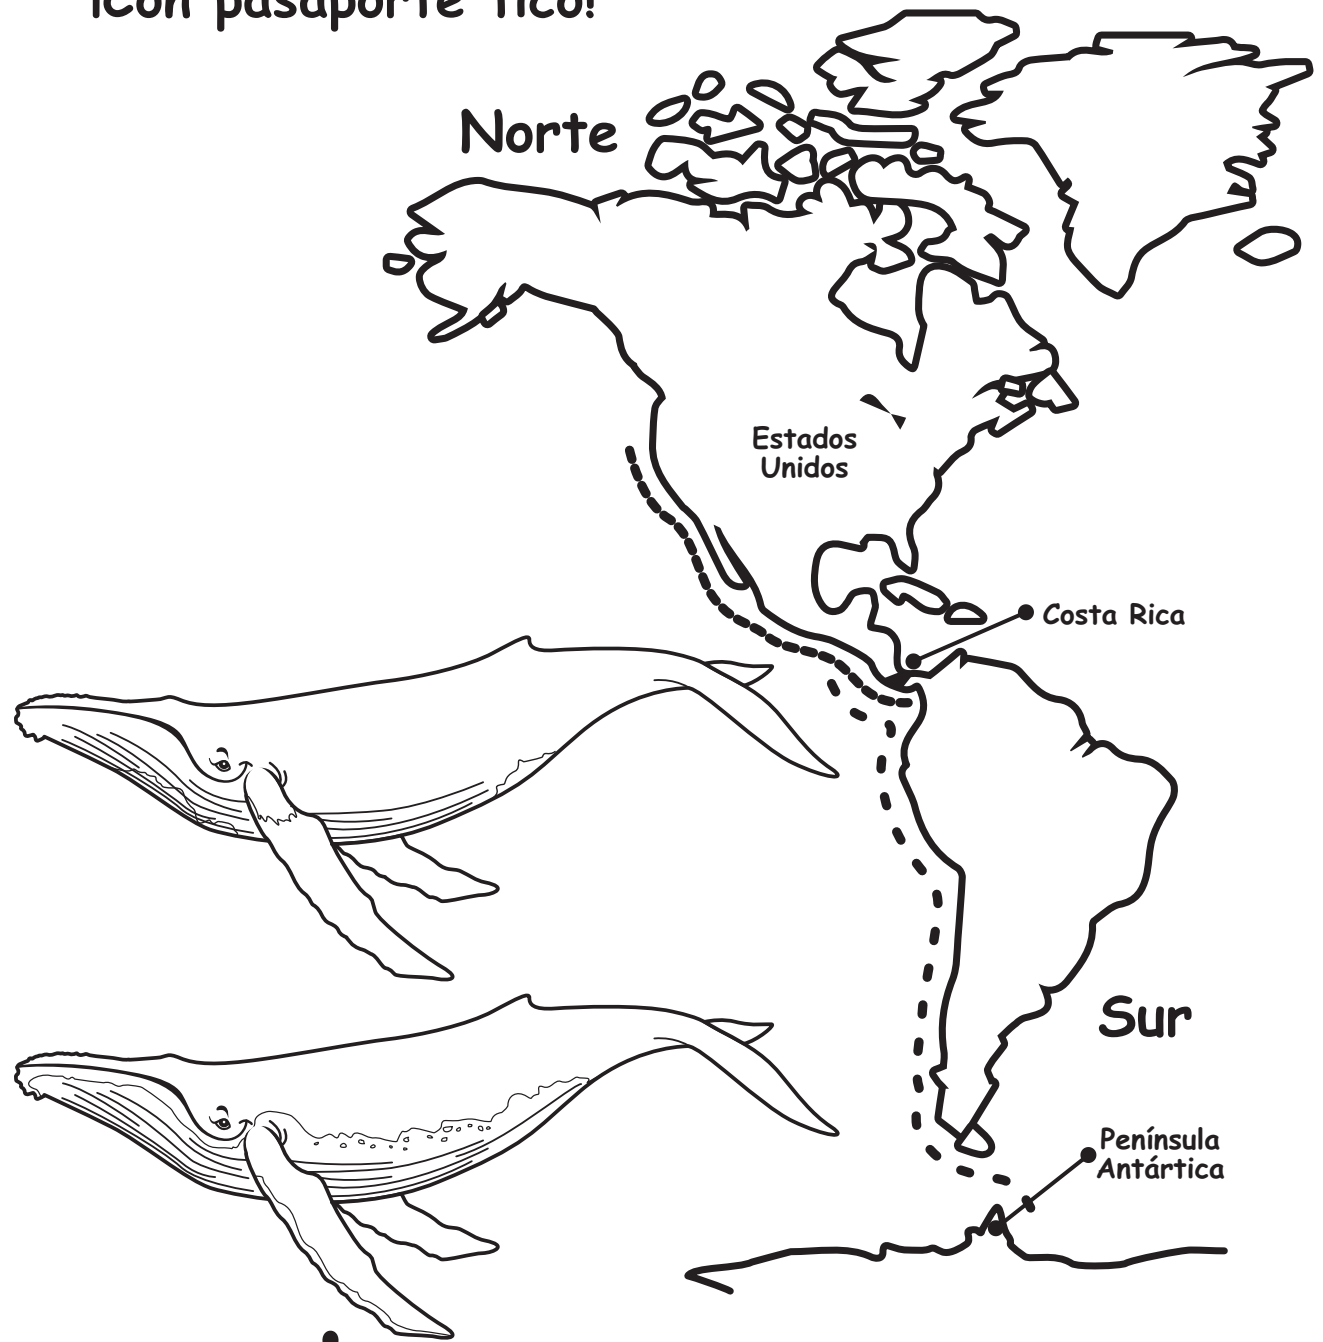 ¡Con pasaporte tico!
Norte
Estados
Unidos
Costa Rica
Sur
Península
Antártica